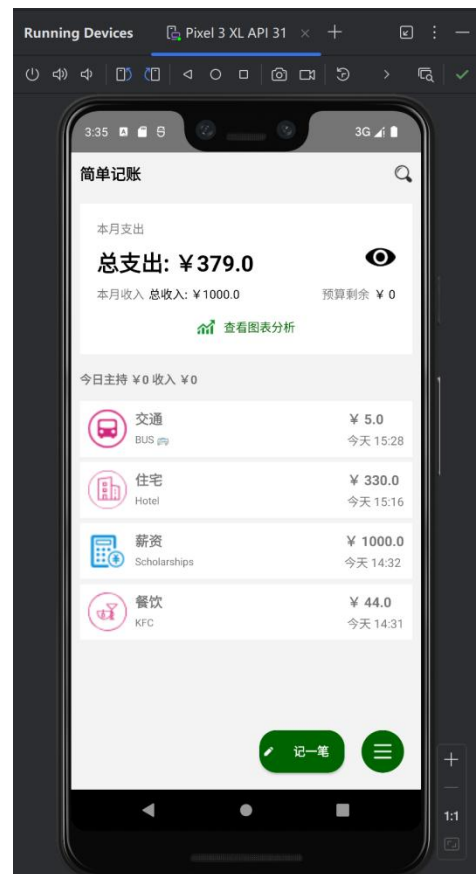 Running Devices Pixel 3 XL API 31
3:35 3G
简单记账
本月支出
总支出: ￥379.0
本月收入 总收入: ￥1000.0 预算剩余 ￥ 0
查看图表分析
今日主持 ￥0 收入 ￥0
交通 ￥ 5.0
BUS 今天 15:28
住宅 ￥ 330.0
Hotel 今天 15:16
薪资 ￥ 1000.0
Scholarships 今天 14:32
餐饮 ￥ 44.0
KFC 今天 14:31
记一笔
1:1